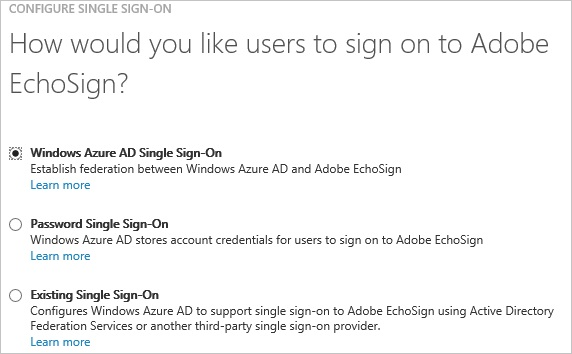 CONFIGURE SINGLE SIGN-ON
How would you like users to sign on to Adobe
EchoSign?
Windows Azure AD Single Sign-On
Establish federation between Windows Azure AD and Adobe EchoSign
Learn more
Password Single Sign-On
Windows Azure AD stores account credentials for users to sign on to Adobe EchoSign
Learn more
Existing Single Sign-On
Configures Windows Azure AD to support single sign-on to Adobe EchoSign using Active Directory
Federation Services or another third-party single sign-on provider.
Learn more